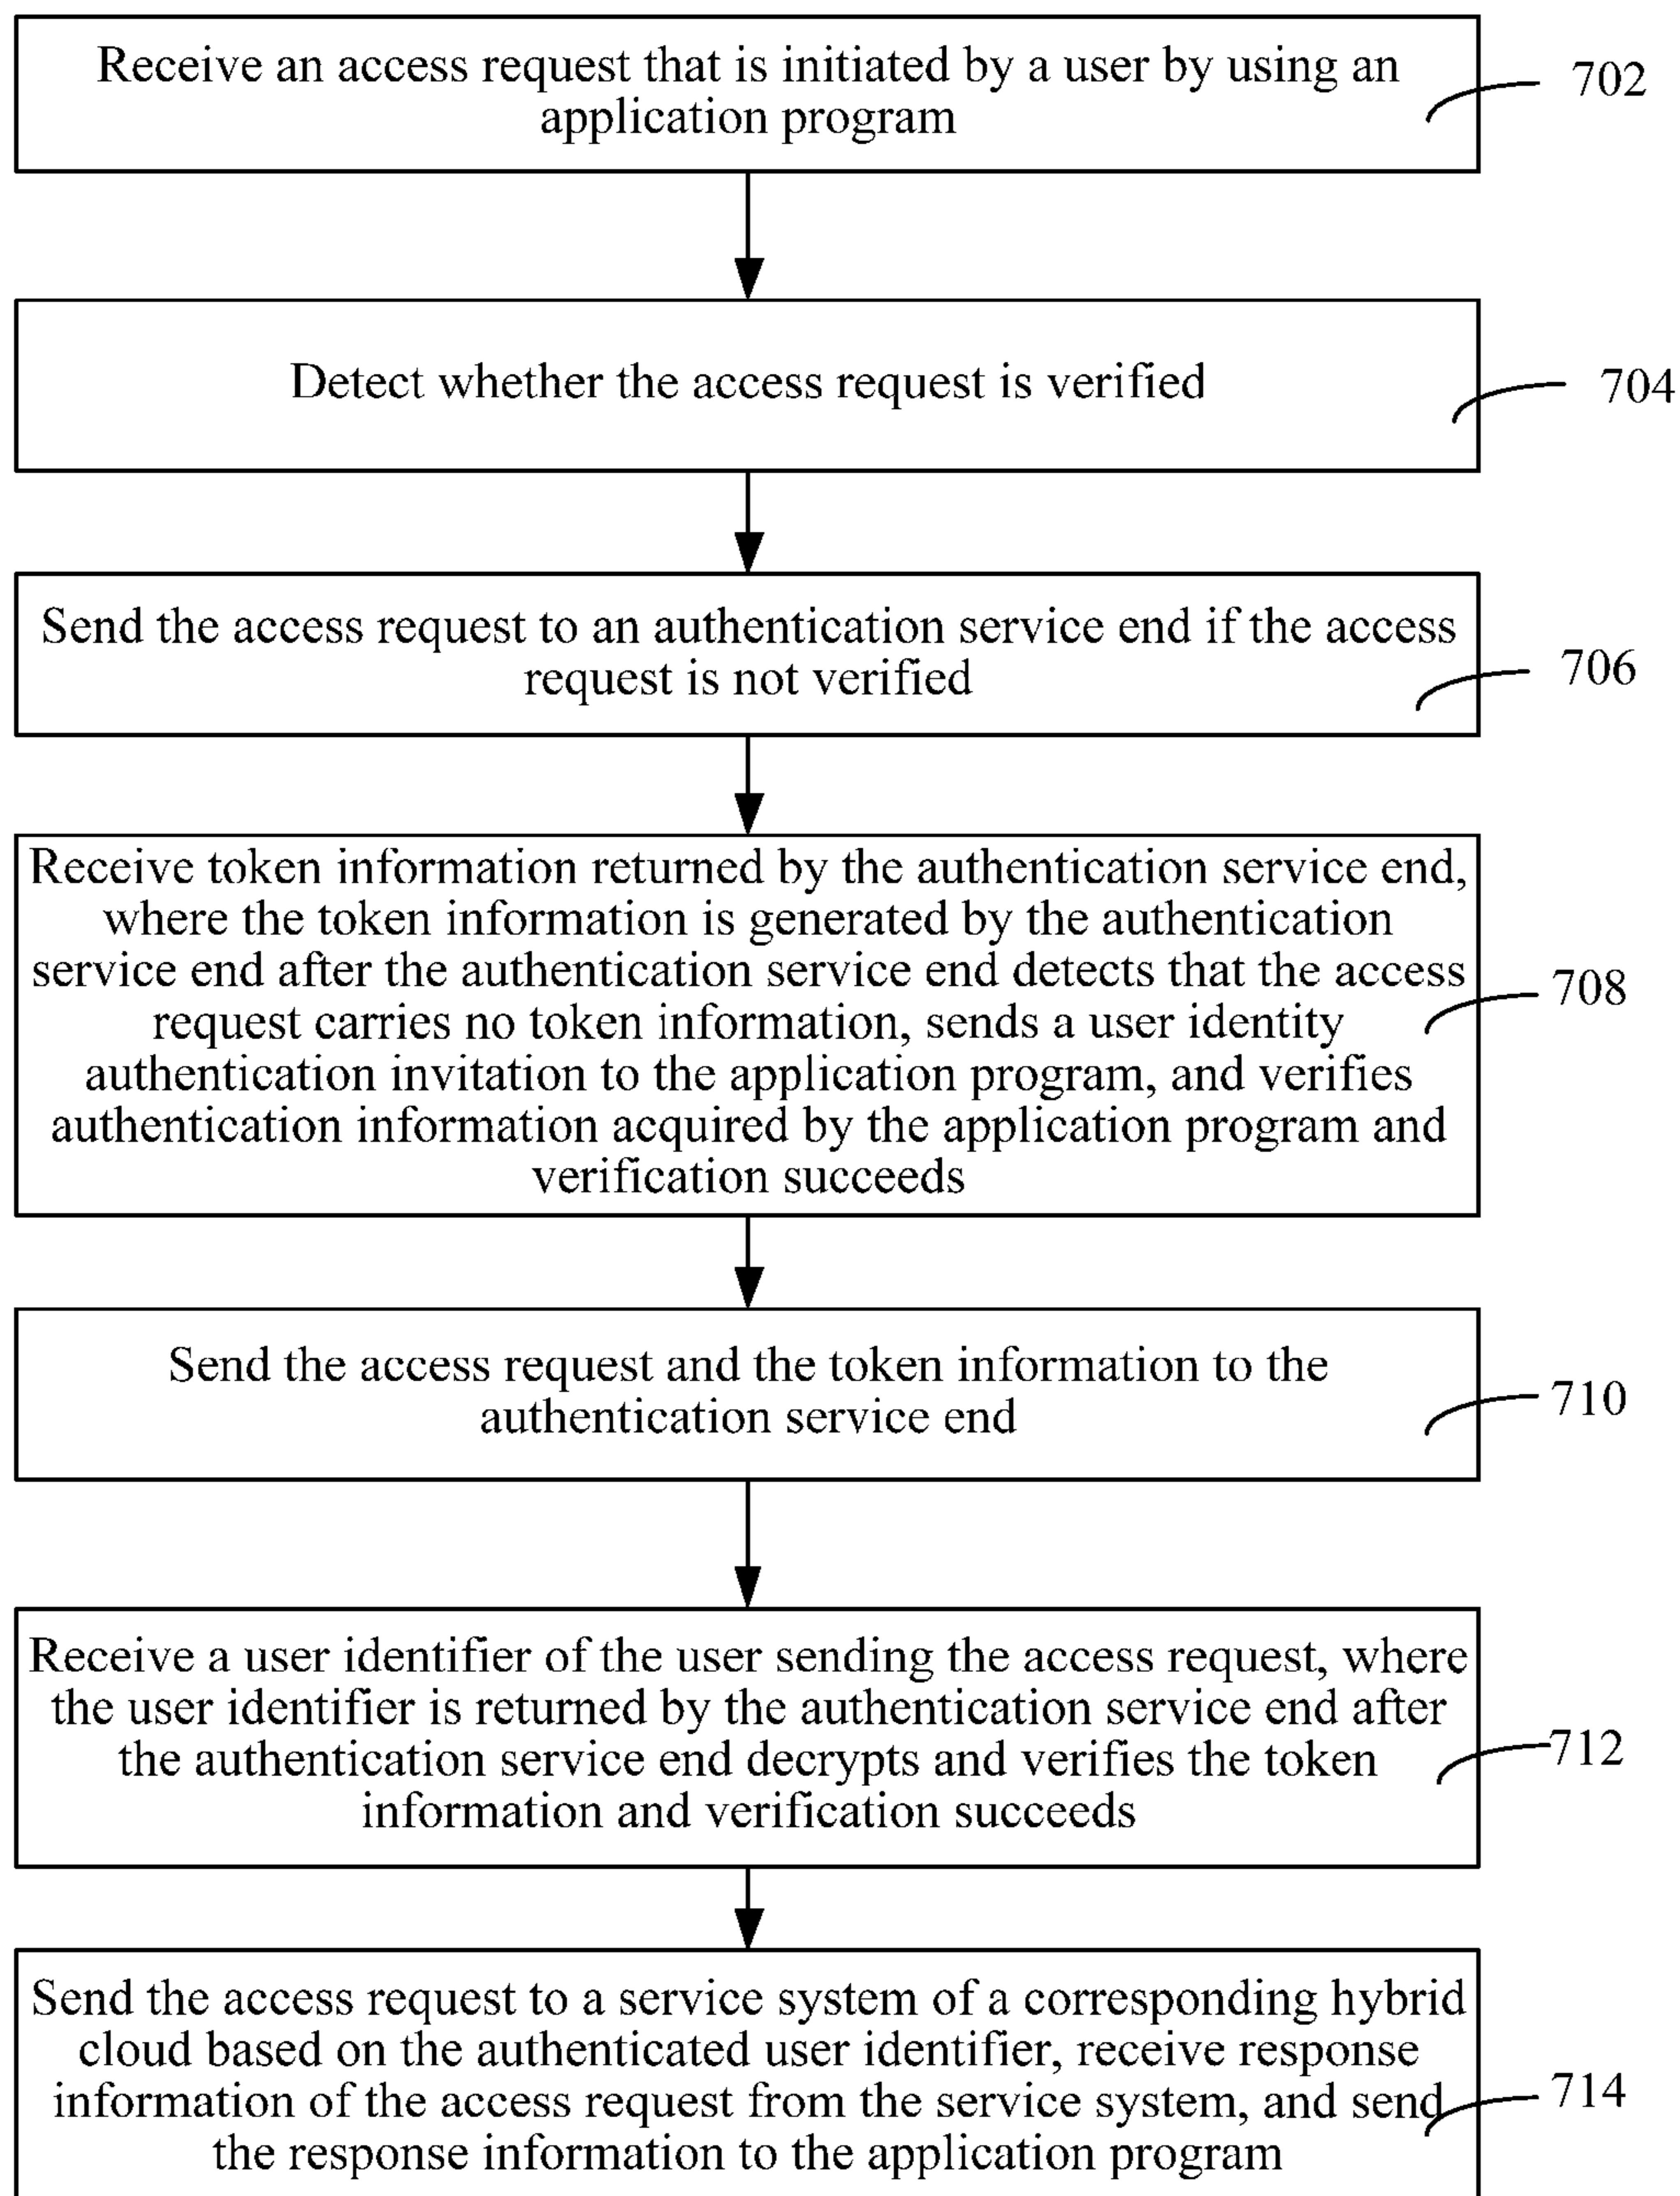 Receive an access request that is initiated by a user by using an
application program
702
Detect whether the access request is verified
704
Send the access request to an authentication service end if the access
request is not verified
706
Receive token information returned by the authentication service end,
where the token information is generated by the authentication
service end after the authentication service end detects that the access
request carries no token information, sends a user identity
authentication invitation to the application program, and verifies
authentication information acquired by the application program and
verification succeeds
708
Send the access request and the token information to the
authentication service end
710
Receive a user identifier of the user sending the access request, where
the user identifier is returned by the authentication service end after
the authentication service end decrypts and verifies the token
information and verification succeeds
712
Send the access request to a service system of a corresponding hybrid
cloud based on the authenticated user identifier, receive response
information of the access request from the service system, and send
the response information to the application program
714